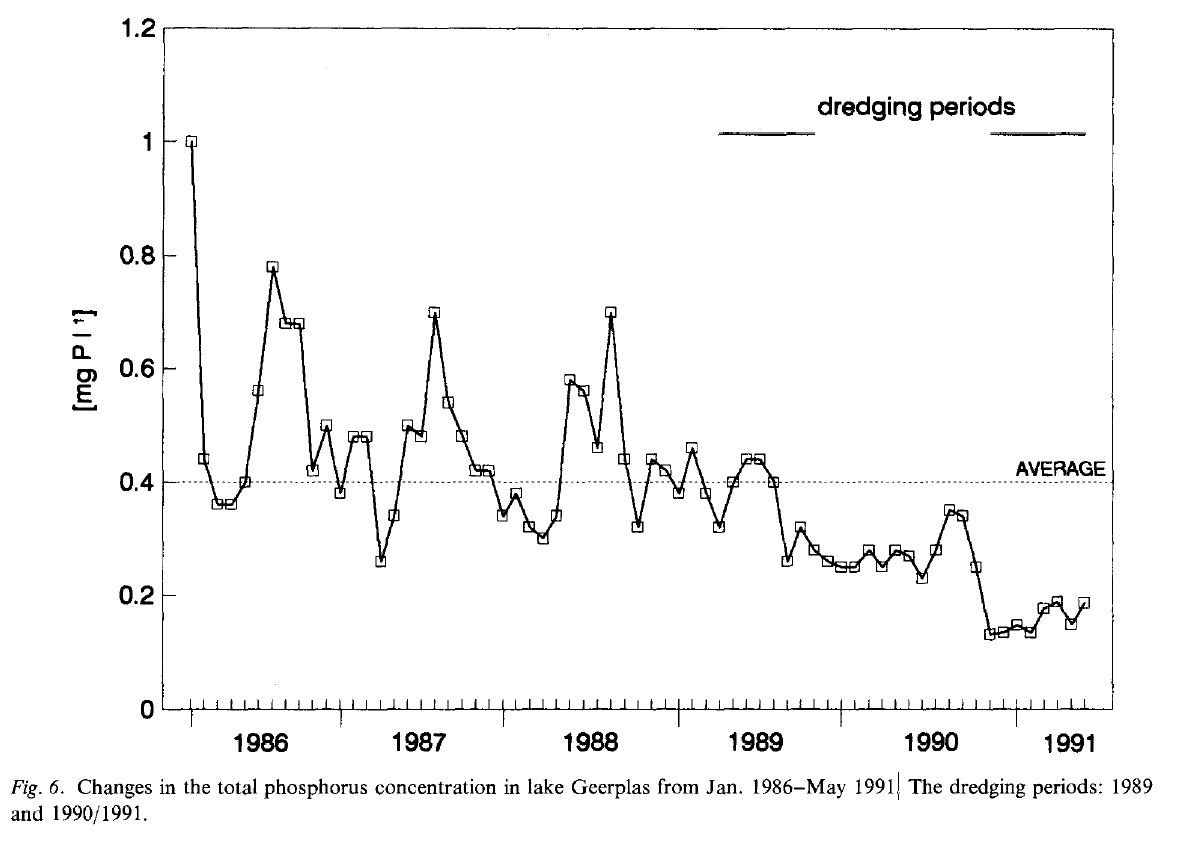 1.2
dredging periods
1
0.8
[mg P l⁻¹]
0.6
AVERAGE
0.4
0.2
0
1986 1987 1988 1989 1990 1991
Fig. 6. Changes in the total phosphorus concentration in lake Geerplas from Jan. 1986–May 1991| The dredging periods: 1989
and 1990/1991.